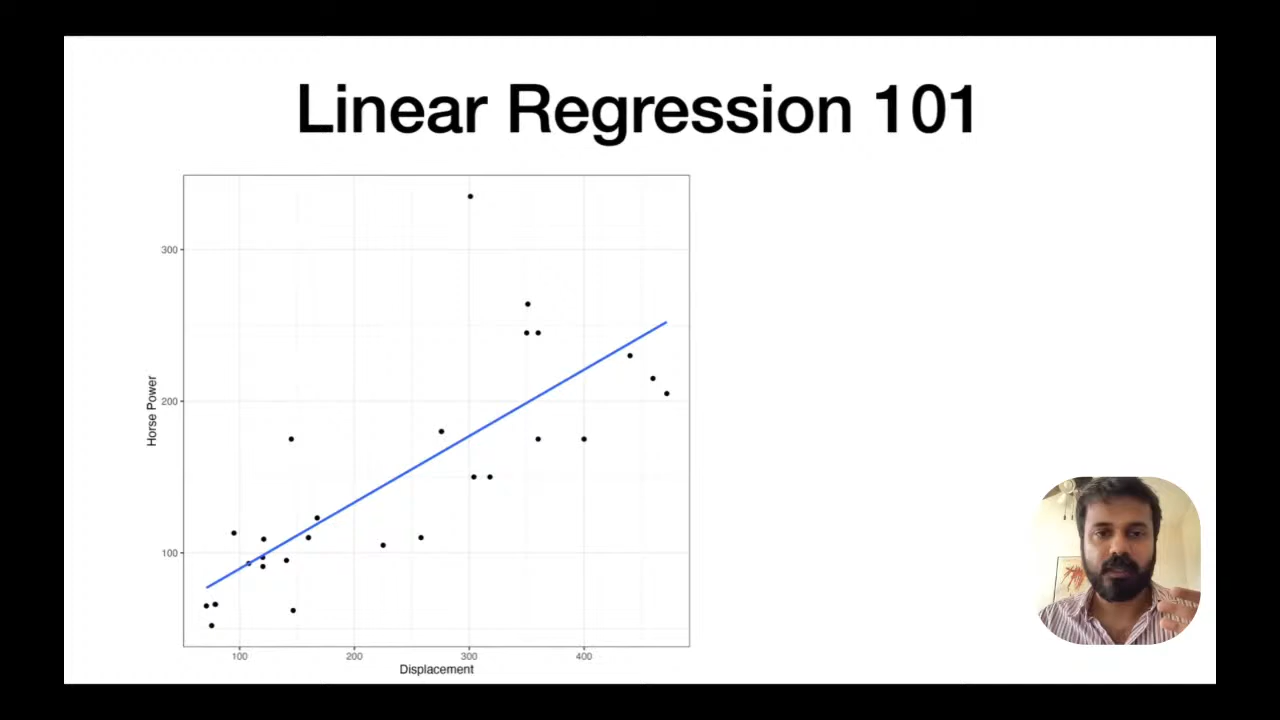 Linear Regression 101
300
200
100
Horse Power
100 200 300 400
Displacement